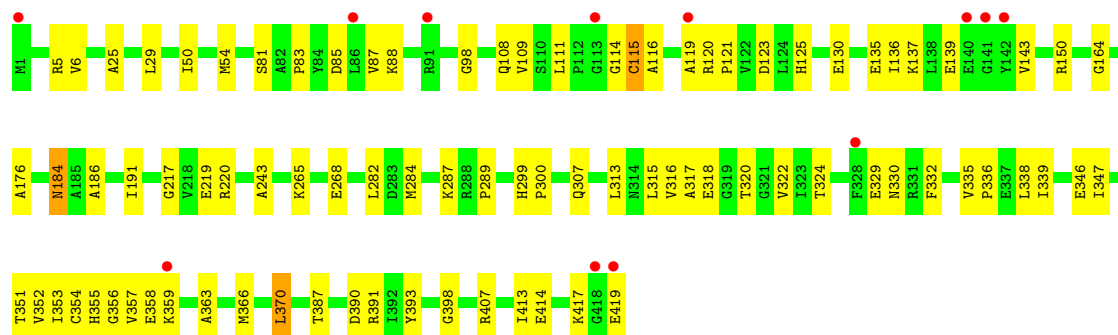 M1 R5 V6 A25 L29 I50 M54 S81 A82 P83 Y84 D85 L86 V87 K88 R91 G98 Q108 V109 S110 L111 P112 G113 G114 C115 A116 A119 R120 P121 V122 D123 L124 H125 E130 E135 I136 K137 L138 E139 E140 G141 Y142 V143 R150 G164
A176 N184 A185 A186 I191 G217 V218 E219 R220 A243 K265 E268 L282 D283 M284 K287 R288 P289 H299 P300 Q307 L313 N314 L315 V316 A317 E318 G319 T320 G321 V322 I323 T324 F328 E329 N330 R331 F332 V335 P336 E337 L338 I339 E346 I347
T351 V352 I353 C354 H355 G356 V357 E358 K359 A363 M366 L370 T387 D390 R391 I392 Y393 G398 R407 I413 E414 K417 G418 E419